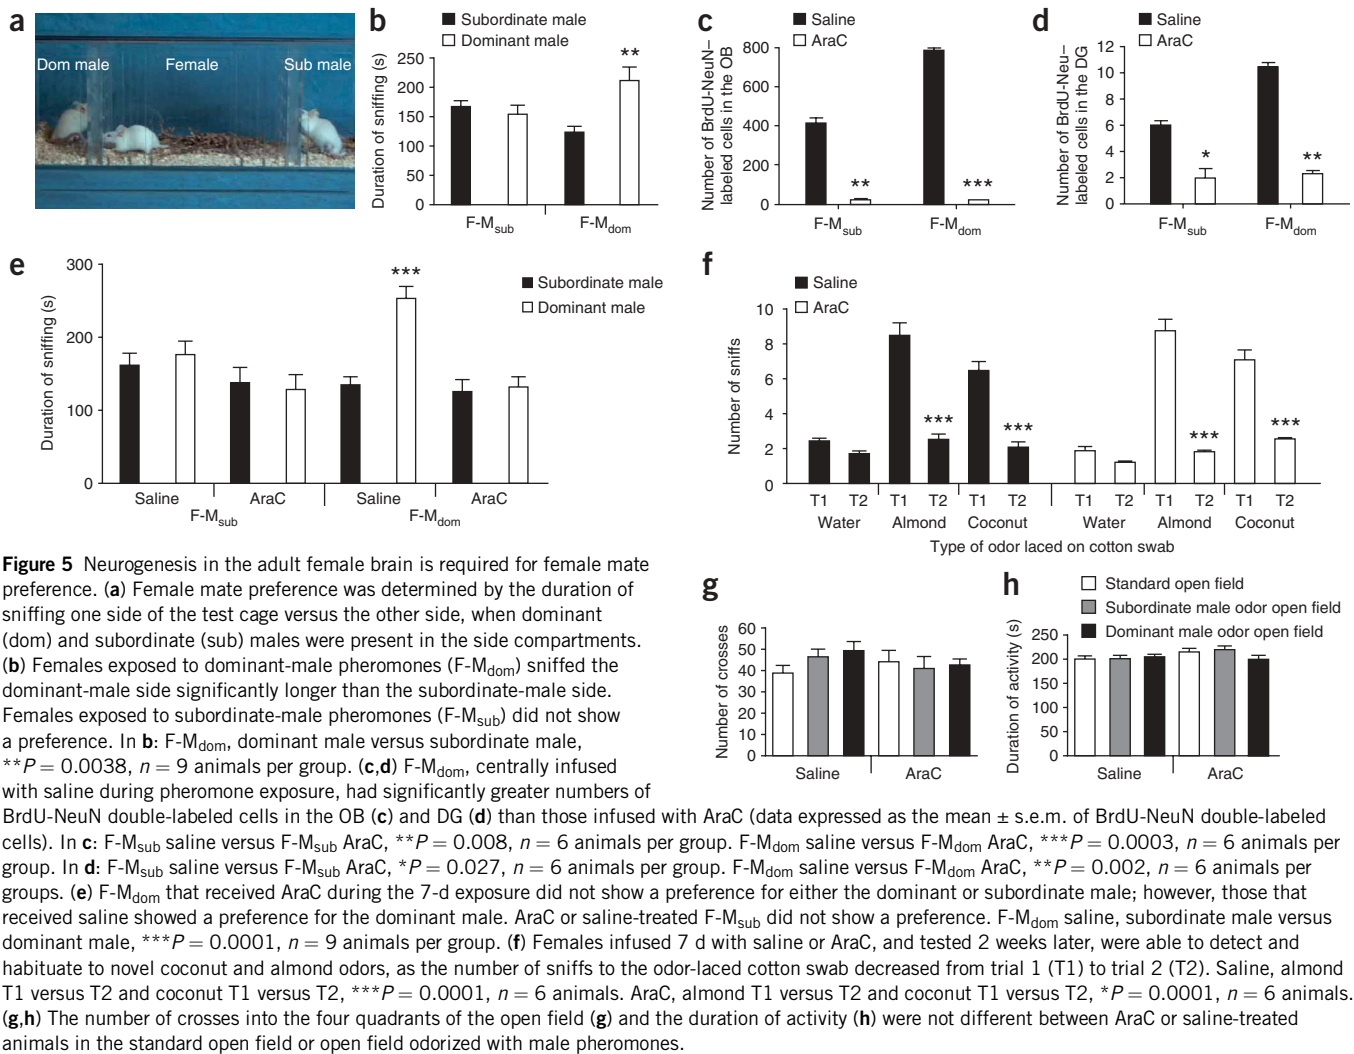 a
Dom male
Female
Sub male
b
Subordinate male
Dominant male
Duration of sniffing (s)
250
200
150
100
50
0
**
F-Msub
F-Mdom
c
Saline
AraC
Number of BrdU-NeuN–
labeled cells in the OB
800
600
400
200
0
**
***
F-Msub
F-Mdom
d
Saline
AraC
Number of BrdU-Neu–
labeled cells in the DG
12
10
8
6
4
2
0
*
**
F-Msub
F-Mdom
e
Subordinate male
Dominant male
Duration of sniffing (s)
300
200
100
0
***
Saline
AraC
Saline
AraC
F-Msub
F-Mdom
f
Saline
AraC
Number of sniffs
10
8
6
4
2
0
***
***
***
***
T1 T2 T1 T2 T1 T2 T1 T2 T1 T2 T1 T2
Water Almond Coconut Water Almond Coconut
Type of odor laced on cotton swab
g
Number of crosses
60
50
40
30
20
10
0
Saline
AraC
h
Standard open field
Subordinate male odor open field
Dominant male odor open field
Duration of activity (s)
250
200
150
100
50
0
Saline
AraC
Figure 5 Neurogenesis in the adult female brain is required for female mate
preference. (a) Female mate preference was determined by the duration of
sniffing one side of the test cage versus the other side, when dominant
(dom) and subordinate (sub) males were present in the side compartments.
(b) Females exposed to dominant-male pheromones (F-Mdom) sniffed the
dominant-male side significantly longer than the subordinate-male side.
Females exposed to subordinate-male pheromones (F-Msub) did not show
a preference. In b: F-Mdom, dominant male versus subordinate male,
**P = 0.0038, n = 9 animals per group. (c,d) F-Mdom, centrally infused
with saline during pheromone exposure, had significantly greater numbers of
BrdU-NeuN double-labeled cells in the OB (c) and DG (d) than those infused with AraC (data expressed as the mean ± s.e.m. of BrdU-NeuN double-labeled
cells). In c: F-Msub saline versus F-Msub AraC, **P = 0.008, n = 6 animals per group. F-Mdom saline versus F-Mdom AraC, ***P = 0.0003, n = 6 animals per
group. In d: F-Msub saline versus F-Msub AraC, *P = 0.027, n = 6 animals per group. F-Mdom saline versus F-Mdom AraC, **P = 0.002, n = 6 animals per
groups. (e) F-Mdom that received AraC during the 7-d exposure did not show a preference for either the dominant or subordinate male; however, those that
received saline showed a preference for the dominant male. AraC or saline-treated F-Msub did not show a preference. F-Mdom saline, subordinate male versus
dominant male, ***P = 0.0001, n = 9 animals per group. (f) Females infused 7 d with saline or AraC, and tested 2 weeks later, were able to detect and
habituate to novel coconut and almond odors, as the number of sniffs to the odor-laced cotton swab decreased from trial 1 (T1) to trial 2 (T2). Saline, almond
T1 versus T2 and coconut T1 versus T2, ***P = 0.0001, n = 6 animals. AraC, almond T1 versus T2 and coconut T1 versus T2, *P = 0.0001, n = 6 animals.
(g,h) The number of crosses into the four quadrants of the open field (g) and the duration of activity (h) were not different between AraC or saline-treated
animals in the standard open field or open field odorized with male pheromones.